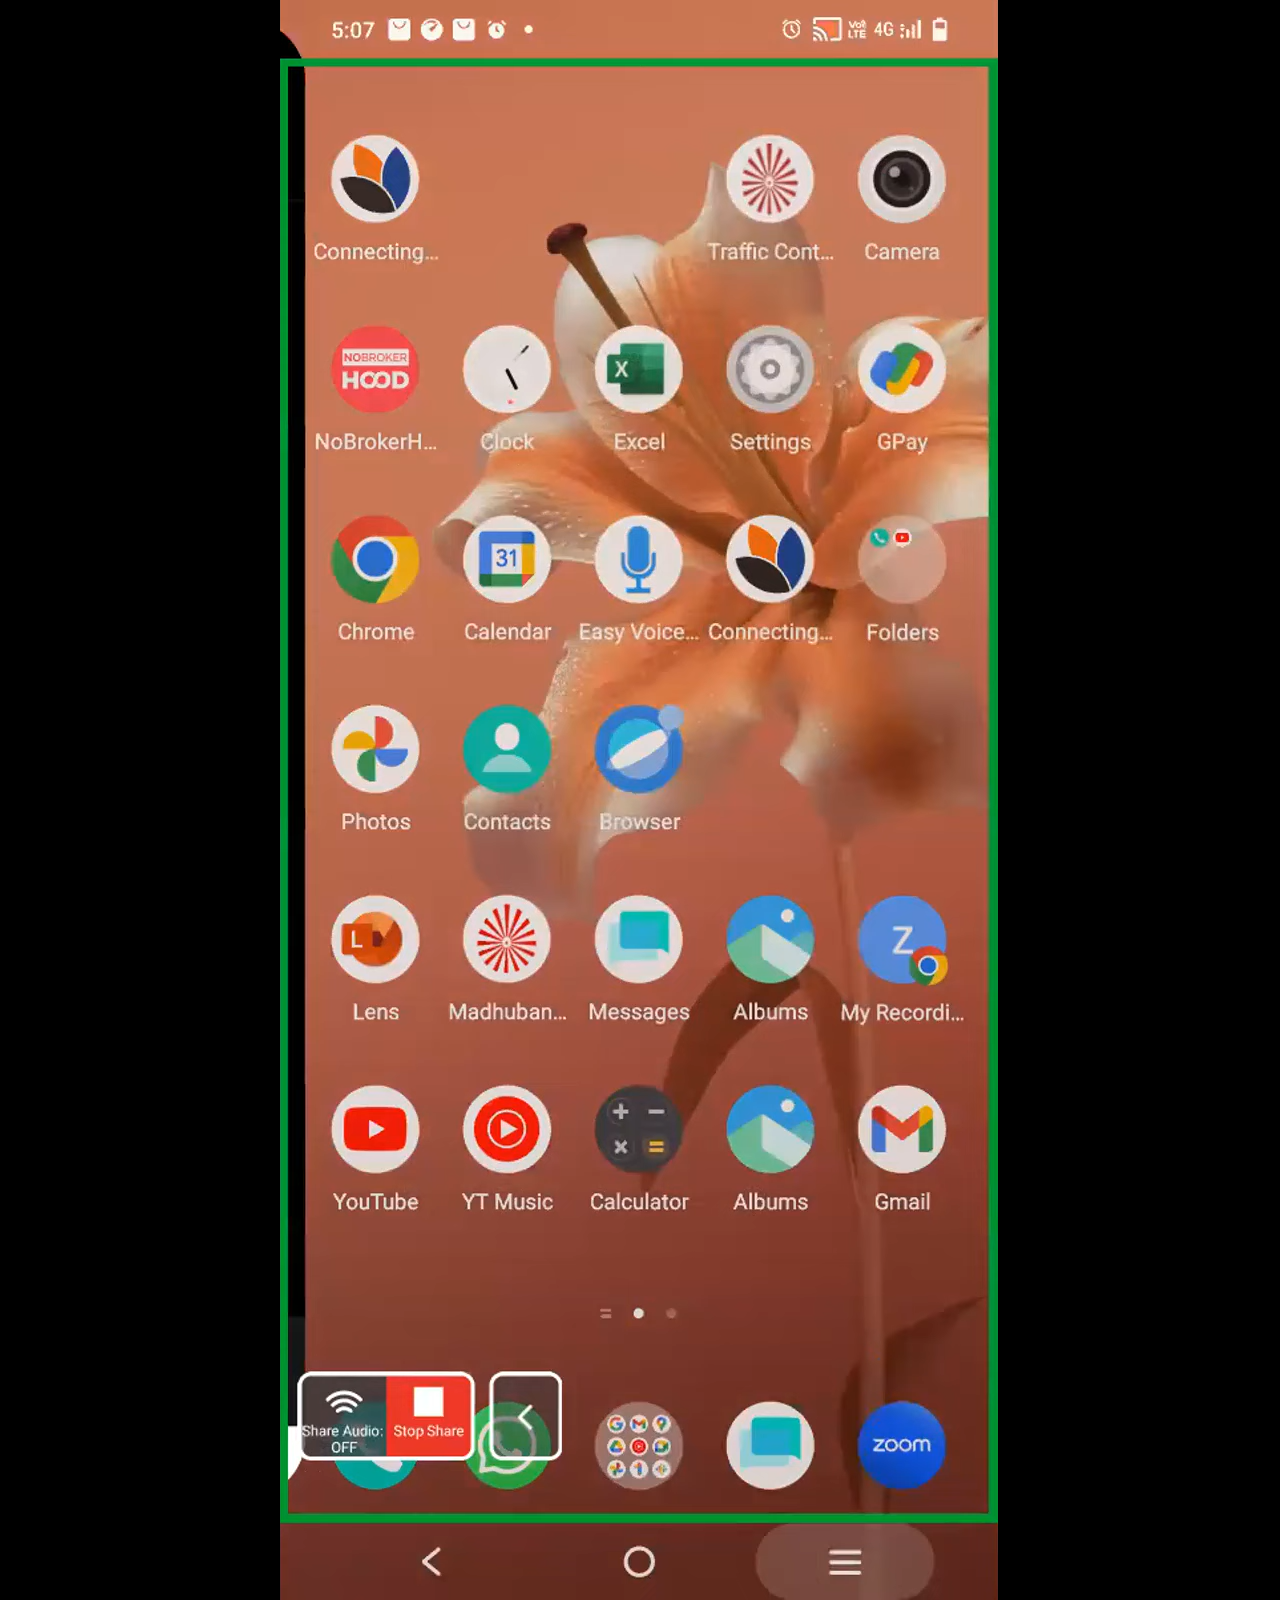 5:07 Vo) LTE 4G
Connecting... Traffic Cont... Camera
NOBROKER
HOOD
NoBrokerH... Clock Excel Settings GPay
31
Chrome Calendar Easy Voice... Connecting... Folders
Photos Contacts Browser
L Z
Lens Madhuban... Messages Albums My Recordi...
YouTube YT Music Calculator Albums Gmail
Share Audio: OFF Stop Share
zoom